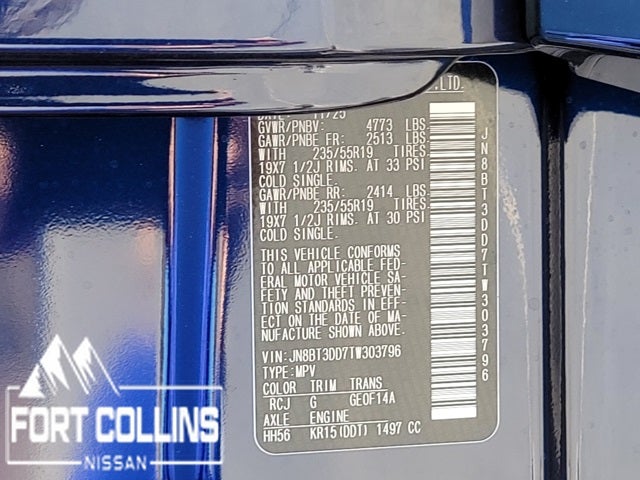 .,LTD.
DATE: 11/25
GVWR/PNBV: 4773 LBS
GAWR/PNBE FR: 2513 LBS.
WITH 235/55R19 TIRES.
19X7 1/2J RIMS. AT 33 PSI
COLD SINGLE.
GAWR/PNBE RR: 2414 LBS
WITH 235/55R19 TIRES.
19X7 1/2J RIMS. AT 30 PSI
COLD SINGLE.
THIS VEHICLE CONFORMS
TO ALL APPLICABLE FED-
ERAL MOTOR VEHICLE SA-
FETY AND THEFT PREVEN-
TION STANDARDS IN EFF-
ECT ON THE DATE OF MA-
NUFACTURE SHOWN ABOVE.
VIN:JN8BT3DD7TW303796
TYPE:MPV
COLOR TRIM TRANS
RCJ G GE0F14A
AXLE ENGINE
HH56 KR15(DDT) 1497 CC
JN8BT3DD7TW303796
FORT COLLINS
NISSAN